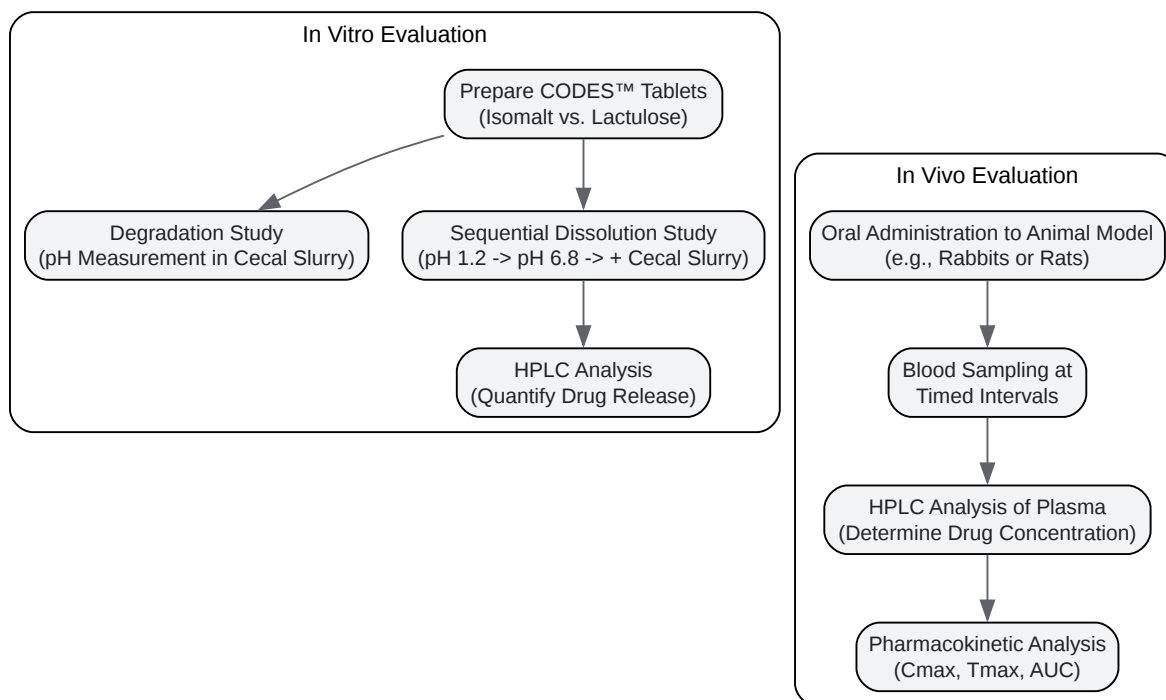 In Vitro Evaluation
Prepare CODES™ Tablets
(Isomalt vs. Lactulose)
Degradation Study
(pH Measurement in Cecal Slurry)
Sequential Dissolution Study
(pH 1.2 -> pH 6.8 -> + Cecal Slurry)
HPLC Analysis
(Quantify Drug Release)
In Vivo Evaluation
Oral Administration to Animal Model
(e.g., Rabbits or Rats)
Blood Sampling at
Timed Intervals
HPLC Analysis of Plasma
(Determine Drug Concentration)
Pharmacokinetic Analysis
(Cmax, Tmax, AUC)